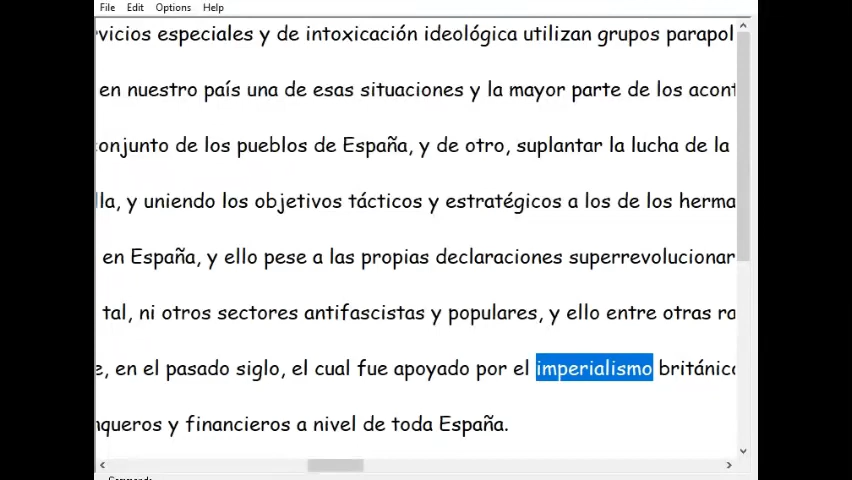 File Edit Options Help
rvicios especiales y de intoxicación ideológica utilizan grupos parapol
en nuestro país una de esas situaciones y la mayor parte de los acont
conjunto de los pueblos de España, y de otro, suplantar la lucha de la
lla, y uniendo los objetivos tácticos y estratégicos a los de los herma
en España, y ello pese a las propias declaraciones superrevolucionar
tal, ni otros sectores antifascistas y populares, y ello entre otras ra
e, en el pasado siglo, el cual fue apoyado por el imperialismo británico
nqueros y financieros a nivel de toda España.